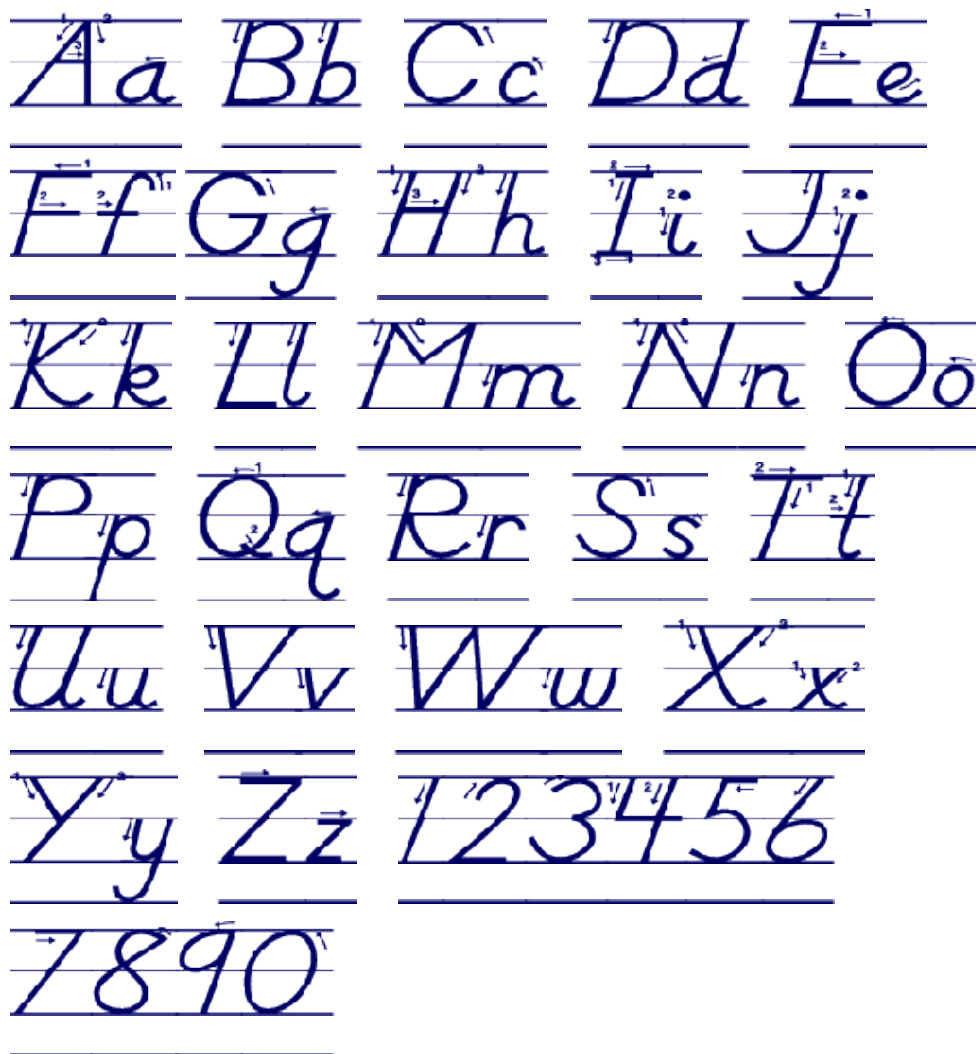 Aa Bb Cc Dd Ee
Ff Gg Hh Ii Jj
Kk Ll Mm Nn Oo
Pp Qq Rr Ss Tt
Uu Vv Ww Xx
Yy Zz 123456
7890